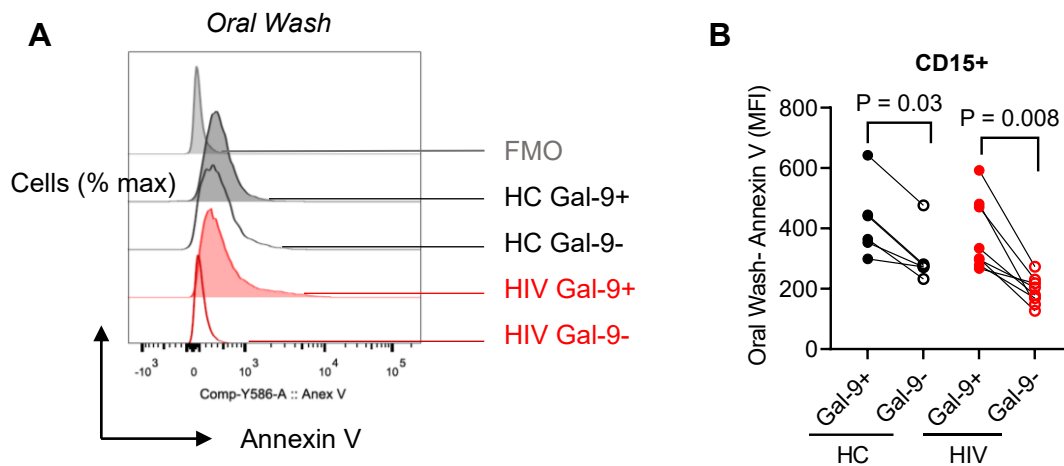 A
Oral Wash
Cells (% max)
FMO
HC Gal-9+
HC Gal-9-
HIV Gal-9+
HIV Gal-9-
-10³ 0 10³ 10⁴ 10⁵
Comp-Y586-A :: Anex V
Annexin V
B
CD15+
Oral Wash- Annexin V (MFI)
800
600
400
200
0
P = 0.03
P = 0.008
Gal-9+
Gal-9-
Gal-9+
Gal-9-
HC
HIV